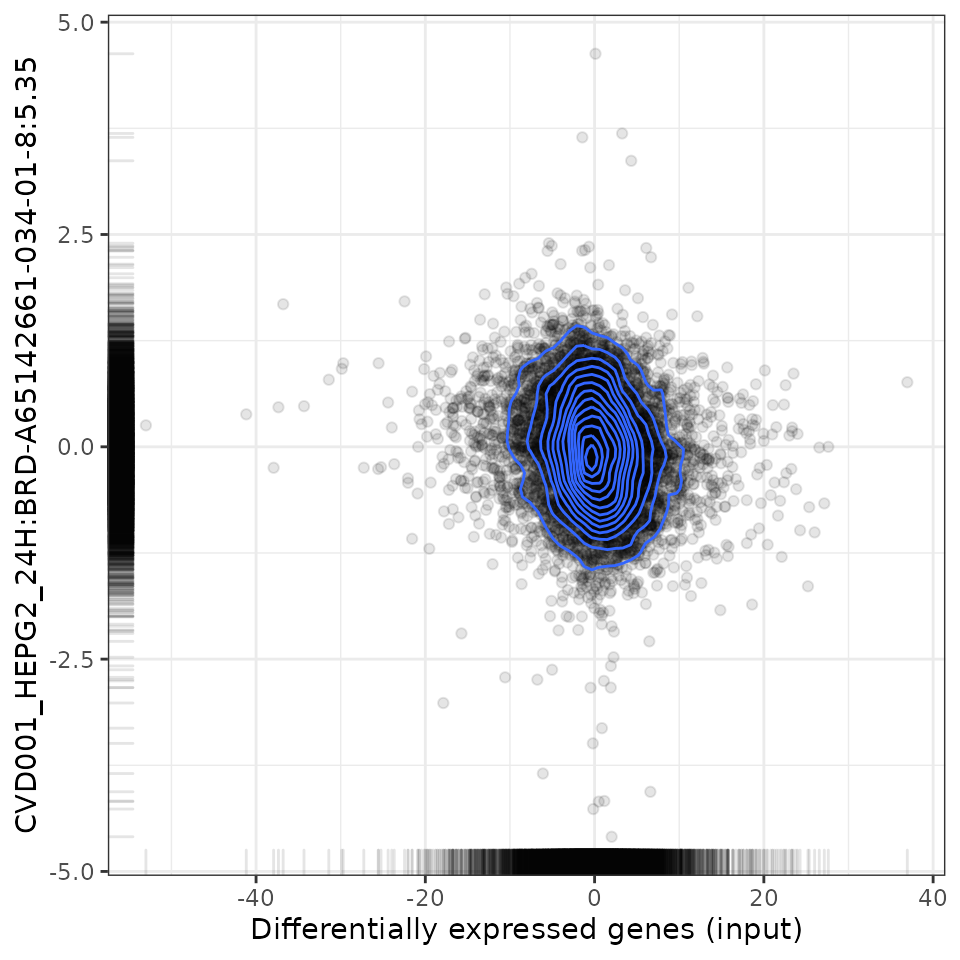 CVD001_HEPG2_24H:BRD-A65142661-034-01-8:5.35
5.0
2.5
0.0
-2.5
-5.0
-40 -20 0 20 40
Differentially expressed genes (input)